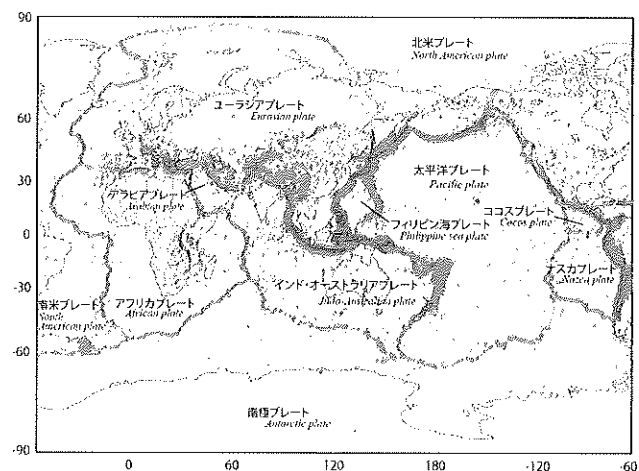 90
60
30
0
-30
-60
-90
北米プレート
North American plate
ユーラシアプレート
Eurasian plate
太平洋プレート
Pacific plate
アラビアプレート
Arabian plate
ココスプレート
Cocos plate
フィリピン海プレート
Philippine sea plate
ナスカプレート
Nazca plate
インド・オーストラリアプレート
Indo-Australian plate
南米プレート
South
American plate
アフリカプレート
African plate
南極プレート
Antarctic plate
0
60
120
180
-120
-60